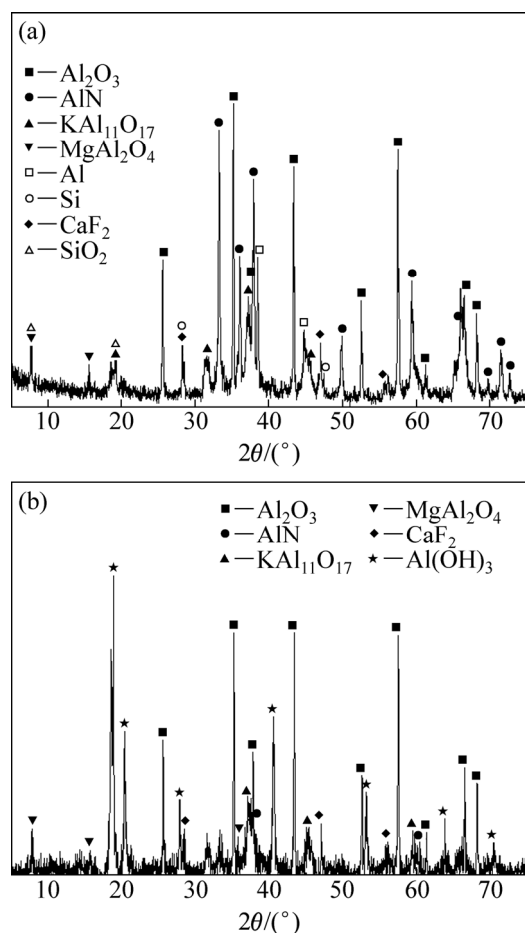 (a)
■—Al₂O₃
●—AlN
▲—KAl₁₁O₁₇
▼—MgAl₂O₄
□—Al
○—Si
◆—CaF₂
△—SiO₂
10 20 30 40 50 60 70
2θ/(°)
(b)
■—Al₂O₃ ▼—MgAl₂O₄
●—AlN ◆—CaF₂
▲—KAl₁₁O₁₇ ★—Al(OH)₃
10 20 30 40 50 60 70
2θ/(°)